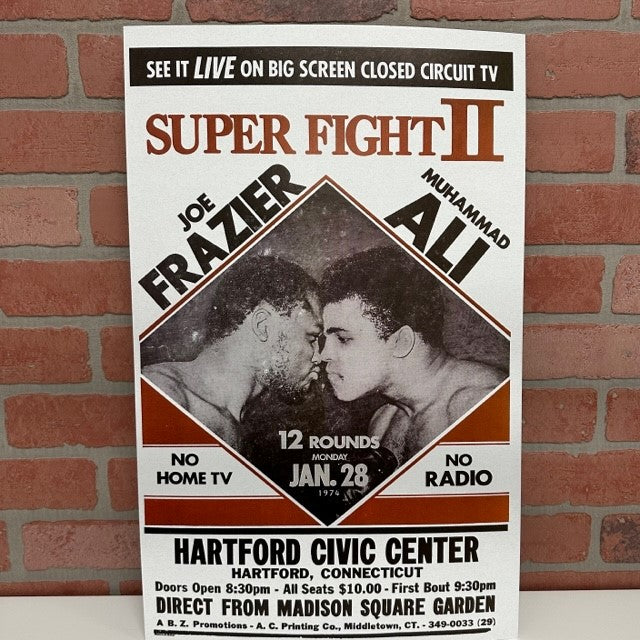 SEE IT LIVE ON BIG SCREEN CLOSED CIRCUIT TV
SUPER FIGHT II
JOE
FRAZIER
MUHAMMAD
ALI
12 ROUNDS
MONDAY
JAN. 28
1974
NO
HOME TV
NO
RADIO
HARTFORD CIVIC CENTER
HARTFORD, CONNECTICUT
Doors Open 8:30pm - All Seats $10.00 - First Bout 9:30pm
DIRECT FROM MADISON SQUARE GARDEN
A B. Z. Promotions - A. C. Printing Co., Middletown, CT. - 349-0033 (29)